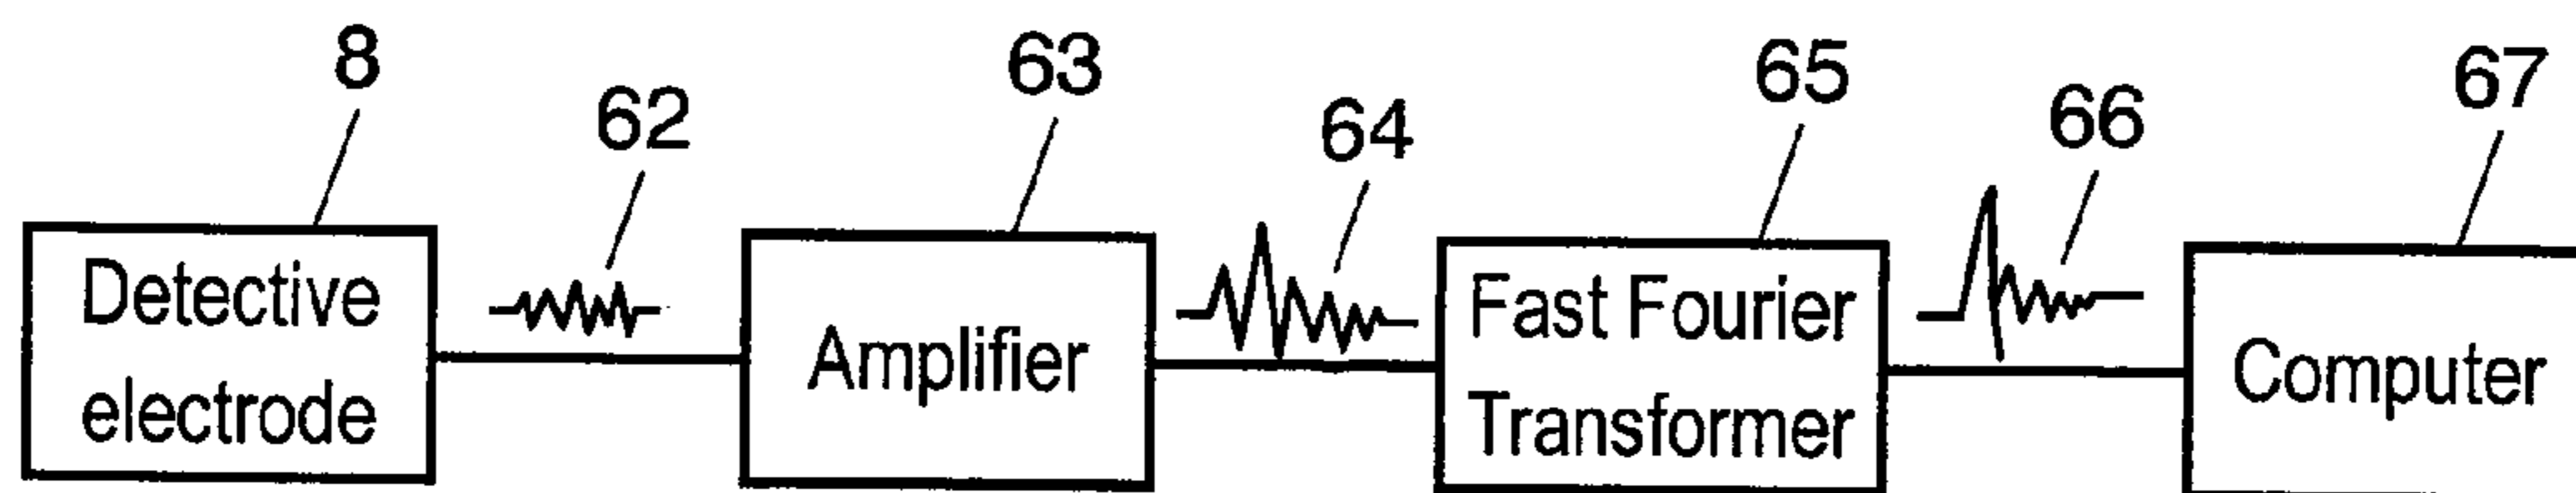 8
62
63
64
65
66
67
Detective
electrode
Amplifier
Fast Fourier
Transformer
Computer